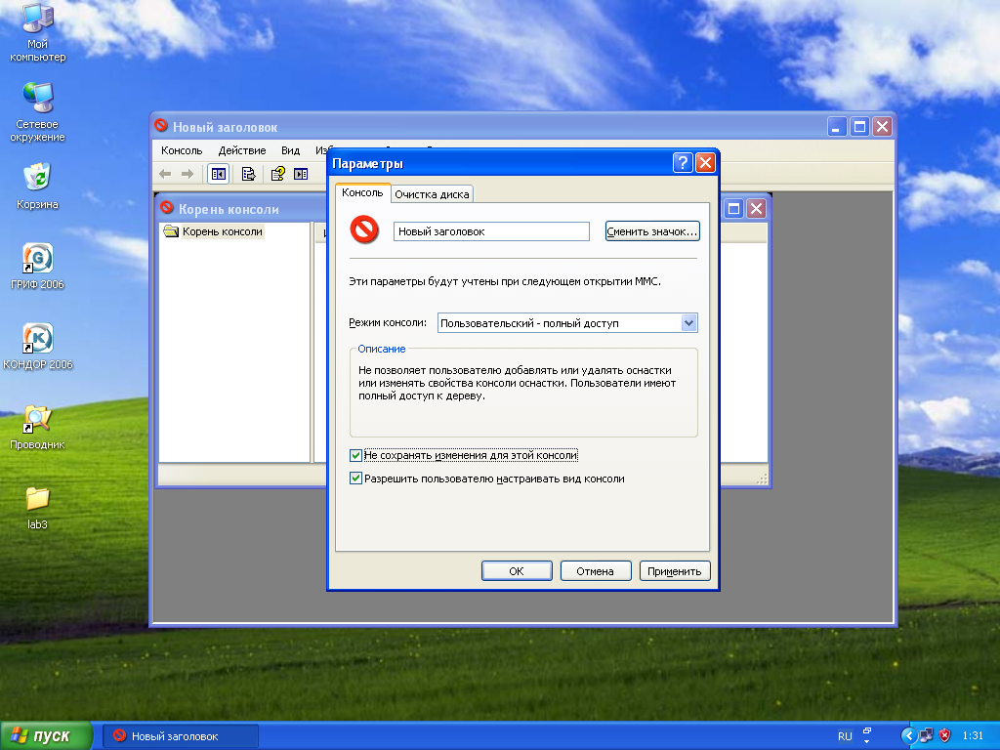 Мой
компьютер
Сетевое
окружение
Корзина
ГРИФ 2006
КОНДОР 2006
Проводник
lab3
Новый заголовок
Консоль Действие Вид
Корень консоли
Корень консоли
Параметры
Консоль Очистка диска
Новый заголовок Сменить значок...
Эти параметры будут учтены при следующем открытии MMC.
Режим консоли: Пользовательский - полный доступ
Описание
Не позволяет пользователю добавлять или удалять оснастки
или изменять свойства консоли оснастки. Пользователи имеют
полный доступ к дереву.
Не сохранять изменения для этой консоли
Разрешить пользователю настраивать вид консоли
ОК Отмена Применить
пуск Новый заголовок RU 1:31